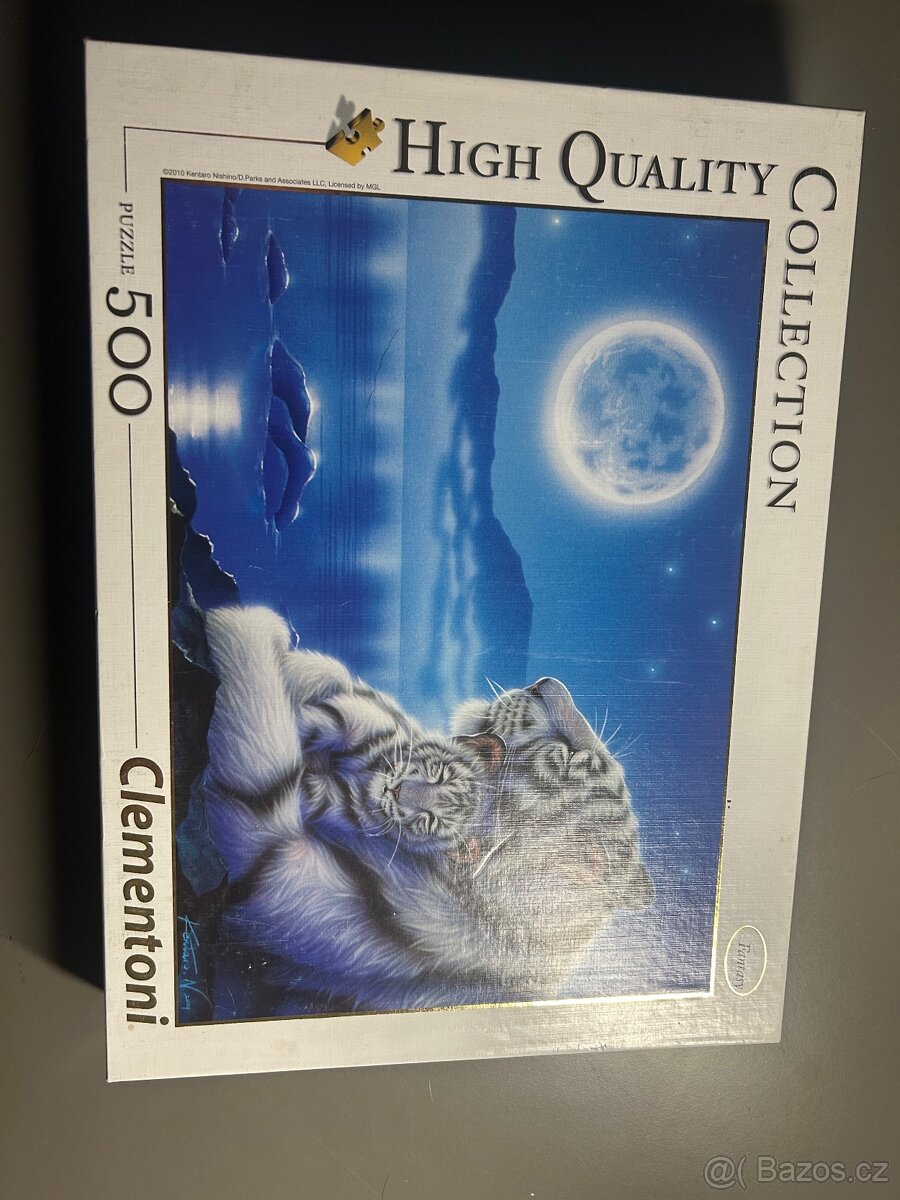 HIGH QUALITY
COLLECTION
©2010 Kentaro Nishino/D.Parks and Associates LLC, Licensed by MGL
PUZZLE 500
Clementoni®
Fantasy
@( Bazos.cz